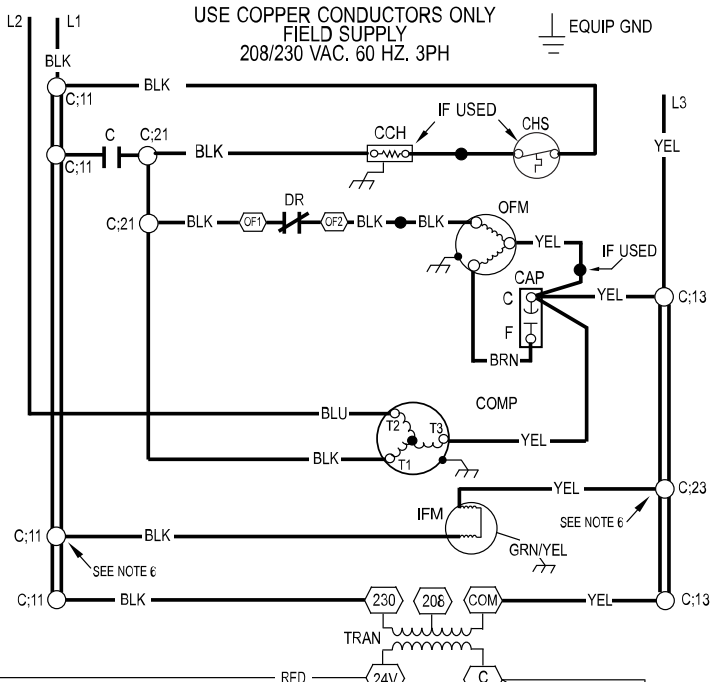 USE COPPER CONDUCTORS ONLY
FIELD SUPPLY
208/230 VAC. 60 HZ. 3PH
EQUIP GND
L2
L1
L3
BLK
C;11
BLK
IF USED
CCH
CHS
YEL
C;11
C
C;21
BLK
C;21
BLK
OF1
DR
OF2
BLK
BLK
OFM
YEL
IF USED
CAP
C
F
YEL
C;13
BRN
COMP
BLU
T2
T3
T1
YEL
BLK
IFM
YEL
C;23
SEE NOTE 6
GRN/YEL
C;11
BLK
SEE NOTE 6
C;11
BLK
230
208
COM
YEL
C;13
TRAN
RED
24V
C